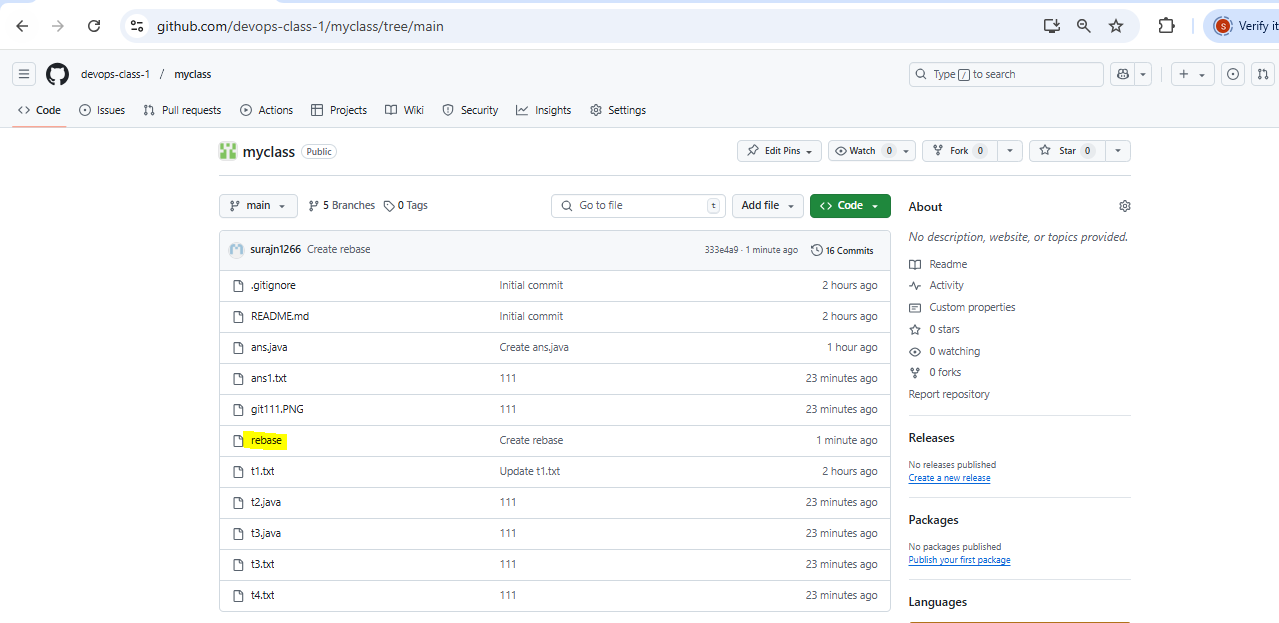 github.com/devops-class-1/myclass/tree/main
S Verify it
devops-class-1 / myclass
Type / to search
Code Issues Pull requests Actions Projects Wiki Security Insights Settings
myclass Public
Edit Pins Watch 0 Fork 0 Star 0
main 5 Branches 0 Tags Go to file t Add file Code
About
surajn1266 Create rebase 333e4a9 · 1 minute ago 16 Commits
No description, website, or topics provided.
.gitignore Initial commit 2 hours ago
README.md Initial commit 2 hours ago
ans.java Create ans.java 1 hour ago
ans1.txt 111 23 minutes ago
git111.PNG 111 23 minutes ago
rebase Create rebase 1 minute ago
t1.txt Update t1.txt 2 hours ago
t2.java 111 23 minutes ago
t3.java 111 23 minutes ago
t3.txt 111 23 minutes ago
t4.txt 111 23 minutes ago
Readme
Activity
Custom properties
0 stars
0 watching
0 forks
Report repository
Releases
No releases published
Create a new release
Packages
No packages published
Publish your first package
Languages